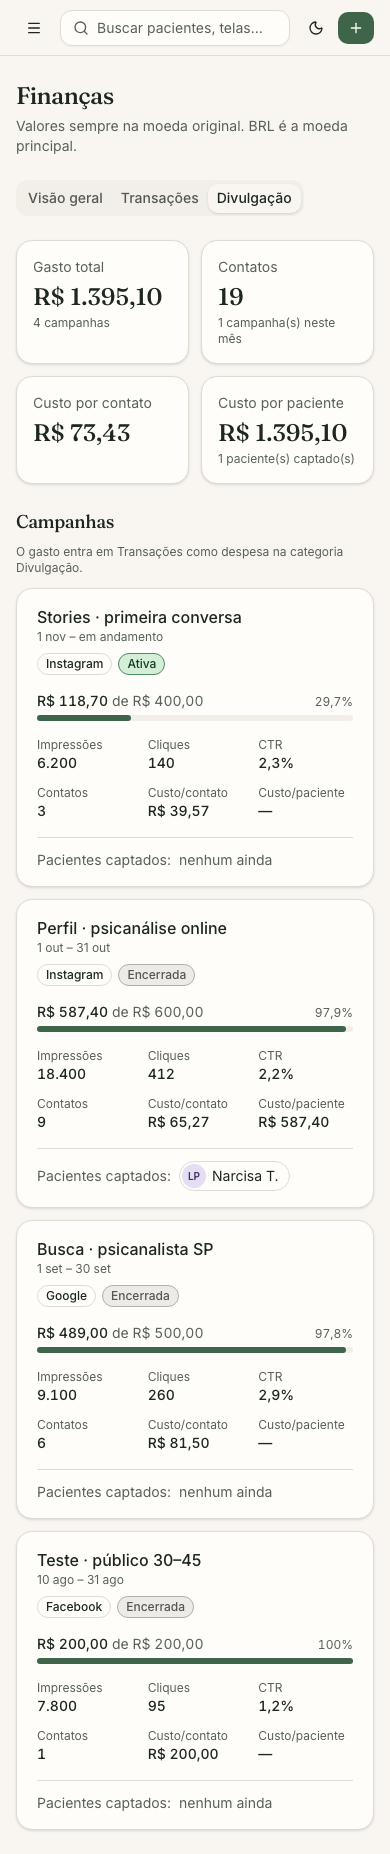 Buscar pacientes, telas...
Finanças
Valores sempre na moeda original. BRL é a moeda
principal.
Visão geral
Transações
Divulgação
Gasto total
R$ 1.395,10
4 campanhas
Contatos
19
1 campanha(s) neste
mês
Custo por contato
R$ 73,43
Custo por paciente
R$ 1.395,10
1 paciente(s) captado(s)
Campanhas
O gasto entra em Transações como despesa na categoria
Divulgação.
Stories · primeira conversa
1 nov – em andamento
Instagram
Ativa
R$ 118,70 de R$ 400,00
29,7%
Impressões
Cliques
CTR
6.200
140
2,3%
Contatos
Custo/contato
Custo/paciente
3
R$ 39,57
—
Pacientes captados: nenhum ainda
Perfil · psicanálise online
1 out – 31 out
Instagram
Encerrada
R$ 587,40 de R$ 600,00
97,9%
Impressões
Cliques
CTR
18.400
412
2,2%
Contatos
Custo/contato
Custo/paciente
9
R$ 65,27
R$ 587,40
Pacientes captados:
LP
Narcisa T.
Busca · psicanalista SP
1 set – 30 set
Google
Encerrada
R$ 489,00 de R$ 500,00
97,8%
Impressões
Cliques
CTR
9.100
260
2,9%
Contatos
Custo/contato
Custo/paciente
6
R$ 81,50
—
Pacientes captados: nenhum ainda
Teste · público 30–45
10 ago – 31 ago
Facebook
Encerrada
R$ 200,00 de R$ 200,00
100%
Impressões
Cliques
CTR
7.800
95
1,2%
Contatos
Custo/contato
Custo/paciente
1
R$ 200,00
—
Pacientes captados: nenhum ainda